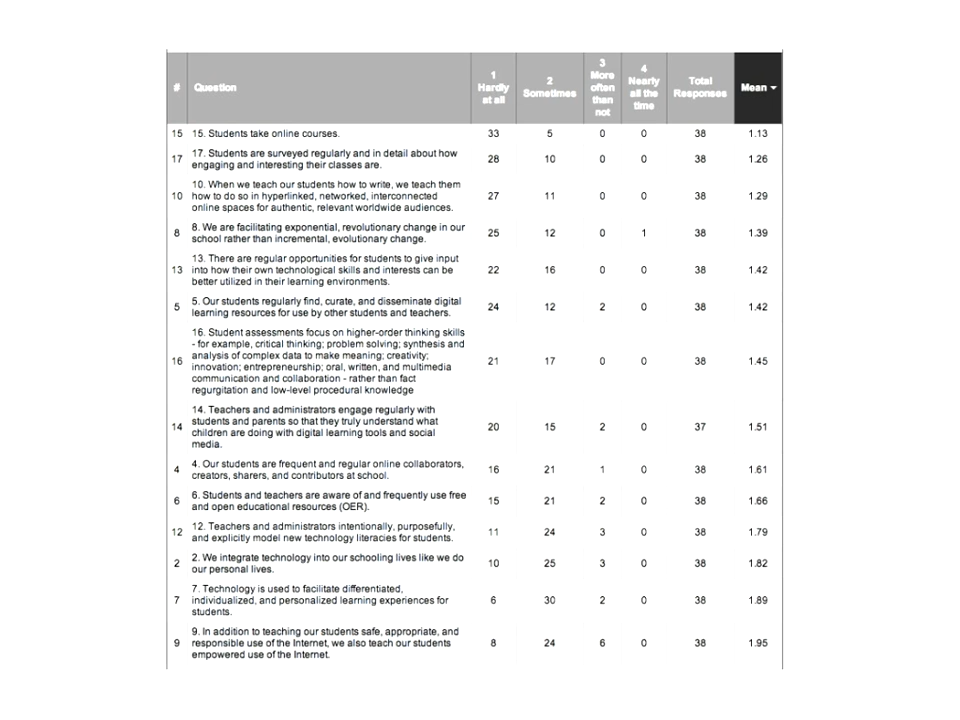 # Question 1 Hardly at all 2 Sometimes 3 More often than not 4 Nearly all the time Total Responses Mean
15 15. Students take online courses. 33 5 0 0 38 1.13
17. Students are surveyed regularly and in detail about how
17 engaging and interesting their classes are. 28 10 0 0 38 1.26
10. When we teach our students how to write, we teach them
10 how to do so in hyperlinked, networked, interconnected 27 11 0 0 38 1.29
online spaces for authentic, relevant worldwide audiences.
8. We are facilitating exponential, revolutionary change in our
8 school rather than incremental, evolutionary change. 25 12 0 1 38 1.39
13. There are regular opportunities for students to give input
13 into how their own technological skills and interests can be 22 16 0 0 38 1.42
better utilized in their learning environments.
5. Our students regularly find, curate, and disseminate digital
5 learning resources for use by other students and teachers. 24 12 2 0 38 1.42
16. Student assessments focus on higher-order thinking skills
- for example, critical thinking; problem solving; synthesis and
analysis of complex data to make meaning; creativity;
16 innovation; entrepreneurship; oral, written, and multimedia 21 17 0 0 38 1.45
communication and collaboration - rather than fact
regurgitation and low-level procedural knowledge
14. Teachers and administrators engage regularly with
students and parents so that they truly understand what
14 children are doing with digital learning tools and social 20 15 2 0 37 1.51
media.
4. Our students are frequent and regular online collaborators,
4 creators, sharers, and contributors at school. 16 21 1 0 38 1.61
6. Students and teachers are aware of and frequently use free
6 and open educational resources (OER). 15 21 2 0 38 1.66
12. Teachers and administrators intentionally, purposefully,
12 and explicitly model new technology literacies for students. 11 24 3 0 38 1.79
2. We integrate technology into our schooling lives like we do
2 our personal lives. 10 25 3 0 38 1.82
7. Technology is used to facilitate differentiated,
7 individualized, and personalized learning experiences for 6 30 2 0 38 1.89
students.
9. In addition to teaching our students safe, appropriate, and
9 responsible use of the Internet, we also teach our students 8 24 6 0 38 1.95
empowered use of the Internet.